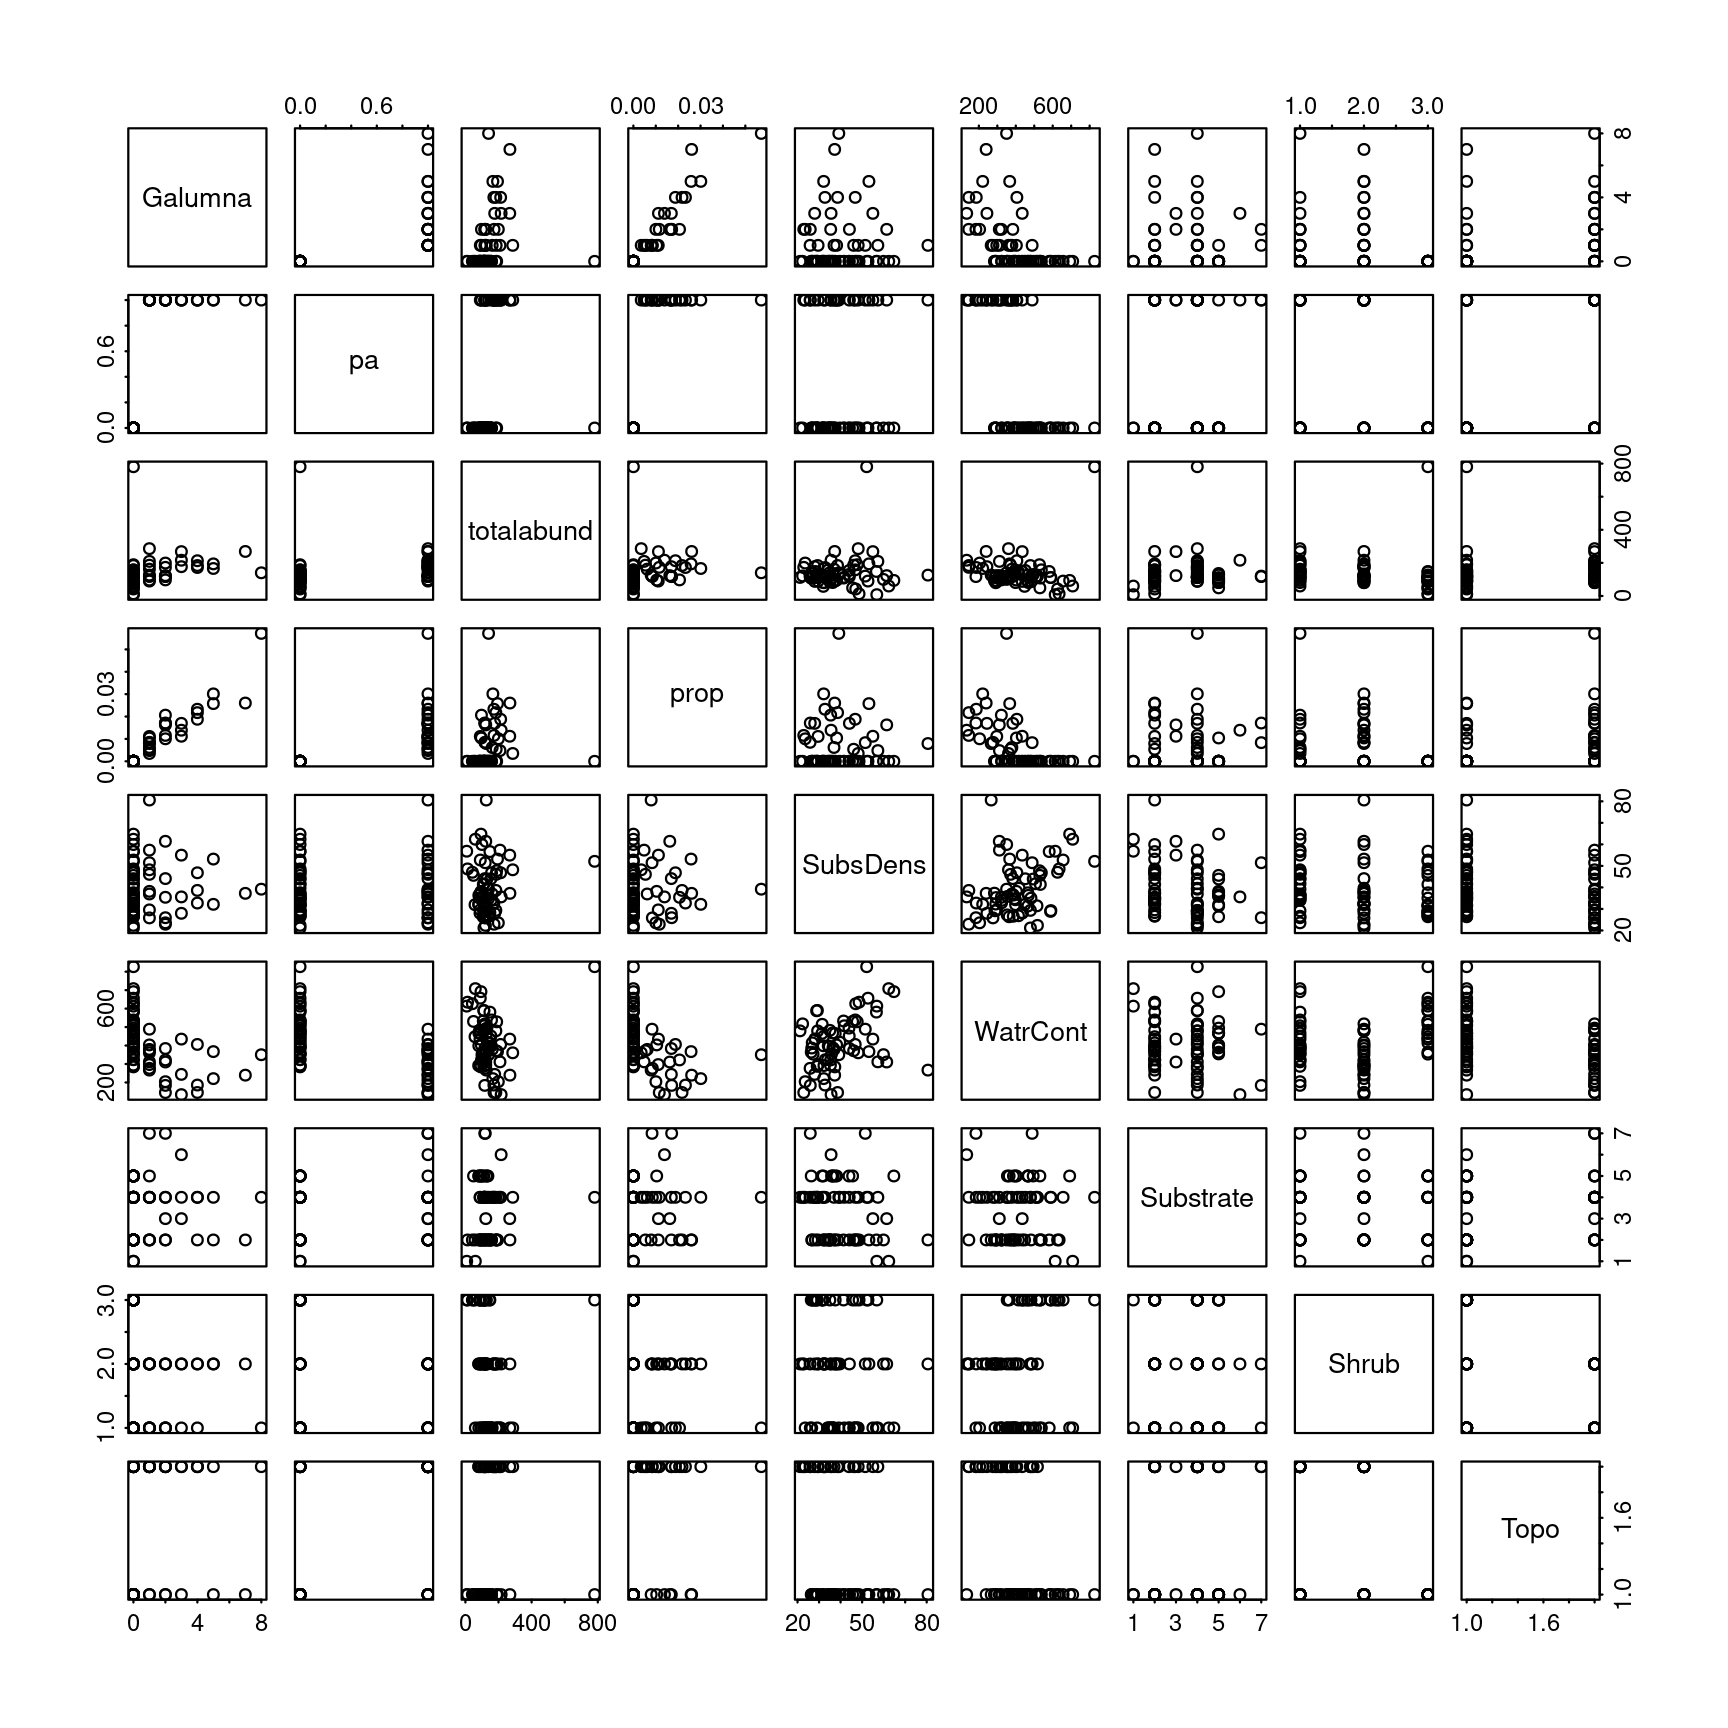 0.0 0.6 0.00 0.03 200 600 1.0 2.0 3.0
Galumna 0 4 8
0.0 0.6 pa
totalabund 0 400 800
0.00 0.03 prop
SubsDens 20 50 80
200 600 WatrCont
Substrate 1 3 5 7
1.0 2.0 3.0 Shrub
Topo 1.0 1.6
0 4 8 0 400 800 20 50 80 1 3 5 7 1.0 1.6